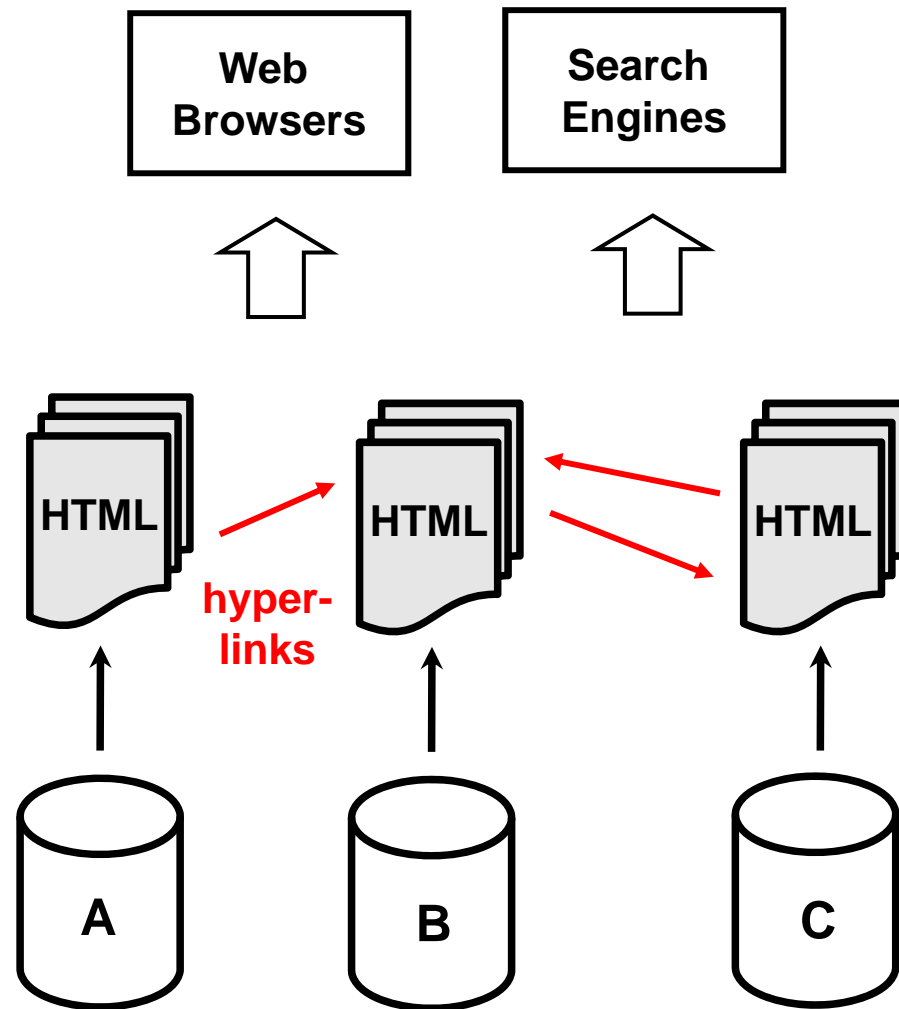 Web
Browsers
Search
Engines
HTML
HTML
HTML
hyper-
links
A
B
C